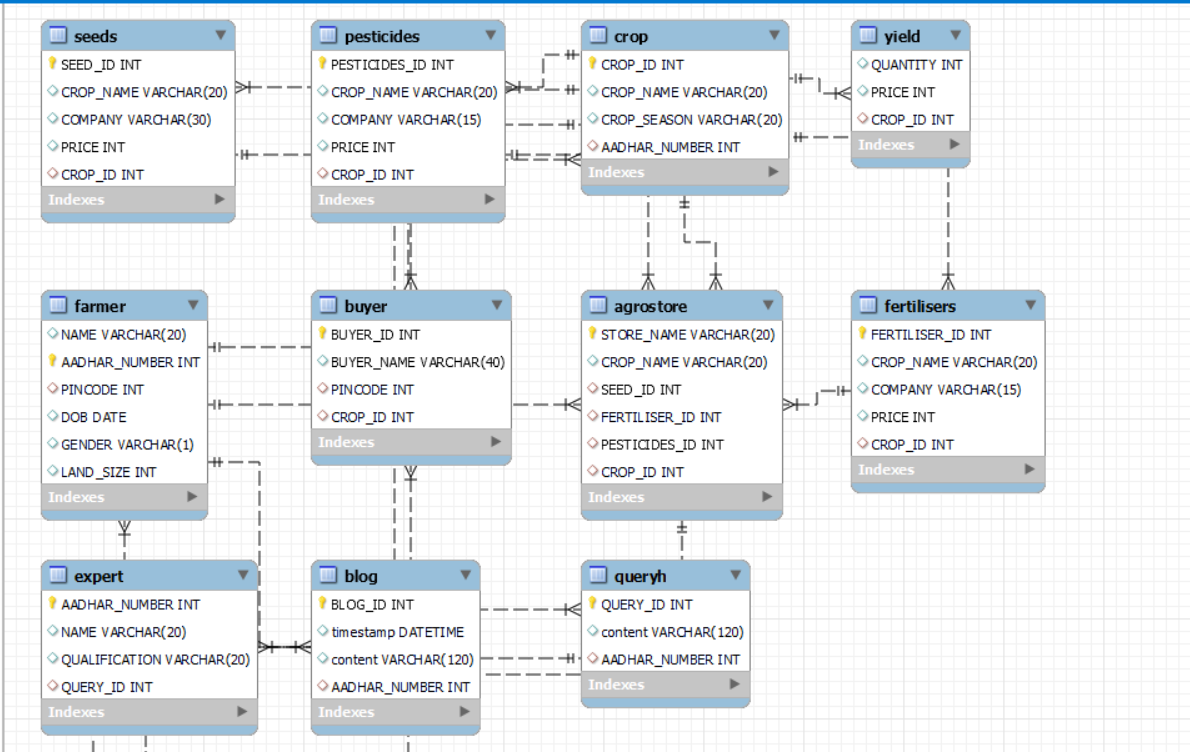 seeds
SEED_ID INT
CROP_NAME VARCHAR(20)
COMPANY VARCHAR(30)
PRICE INT
CROP_ID INT
Indexes
pesticides
PESTICIDES_ID INT
CROP_NAME VARCHAR(20)
COMPANY VARCHAR(15)
PRICE INT
CROP_ID INT
Indexes
crop
CROP_ID INT
CROP_NAME VARCHAR(20)
CROP_SEASON VARCHAR(20)
AADHAR_NUMBER INT
Indexes
yield
QUANTITY INT
PRICE INT
CROP_ID INT
Indexes
farmer
NAME VARCHAR(20)
AADHAR_NUMBER INT
PINCODE INT
DOB DATE
GENDER VARCHAR(1)
LAND_SIZE INT
Indexes
buyer
BUYER_ID INT
BUYER_NAME VARCHAR(40)
PINCODE INT
CROP_ID INT
Indexes
agrostore
STORE_NAME VARCHAR(20)
CROP_NAME VARCHAR(20)
SEED_ID INT
FERTILISER_ID INT
PESTICIDES_ID INT
CROP_ID INT
Indexes
fertilisers
FERTILISER_ID INT
CROP_NAME VARCHAR(20)
COMPANY VARCHAR(15)
PRICE INT
CROP_ID INT
Indexes
expert
AADHAR_NUMBER INT
NAME VARCHAR(20)
QUALIFICATION VARCHAR(20)
QUERY_ID INT
Indexes
blog
BLOG_ID INT
timestamp DATETIME
content VARCHAR(120)
AADHAR_NUMBER INT
Indexes
queryh
QUERY_ID INT
content VARCHAR(120)
AADHAR_NUMBER INT
Indexes